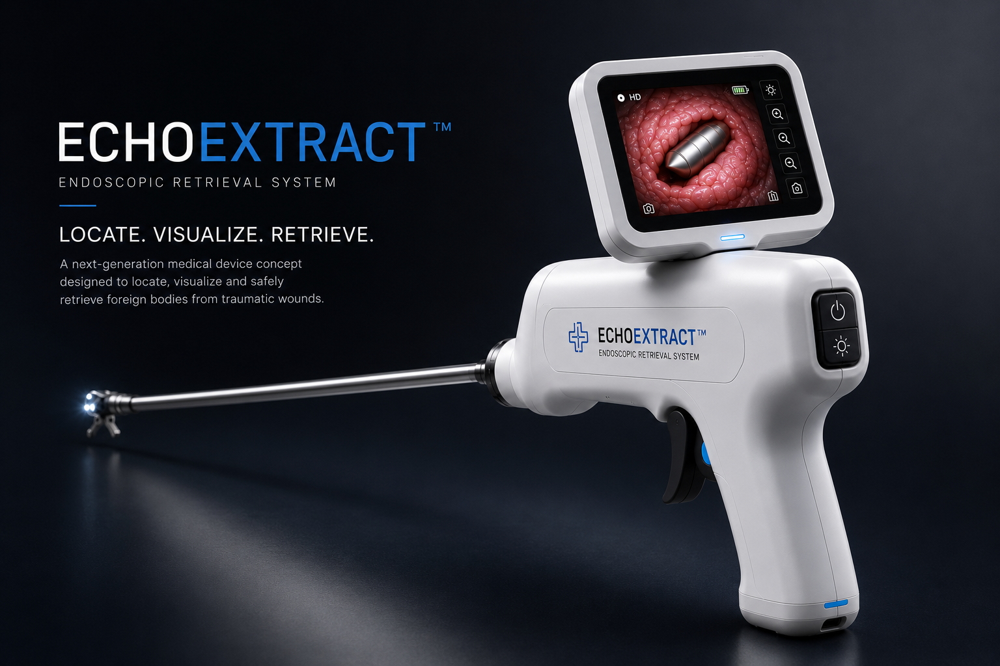 ECHOEXTRACT™
ENDOSCOPIC RETRIEVAL SYSTEM
LOCATE. VISUALIZE. RETRIEVE.
A next-generation medical device concept
designed to locate, visualize and safely
retrieve foreign bodies from traumatic wounds.
HD
ECHOEXTRACT™
ENDOSCOPIC RETRIEVAL SYSTEM